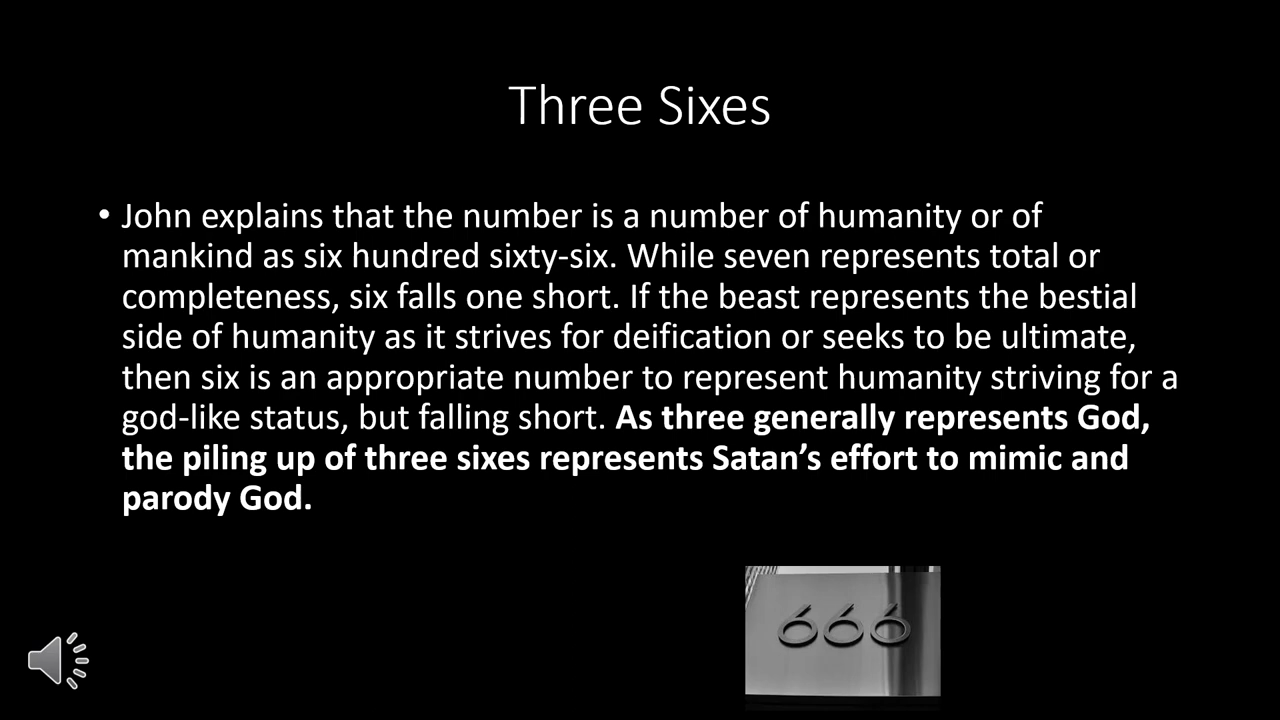 Three Sixes
• John explains that the number is a number of humanity or of
mankind as six hundred sixty-six. While seven represents total or
completeness, six falls one short. If the beast represents the bestial
side of humanity as it strives for deification or seeks to be ultimate,
then six is an appropriate number to represent humanity striving for a
god-like status, but falling short. As three generally represents God,
the piling up of three sixes represents Satan’s effort to mimic and
parody God.
666